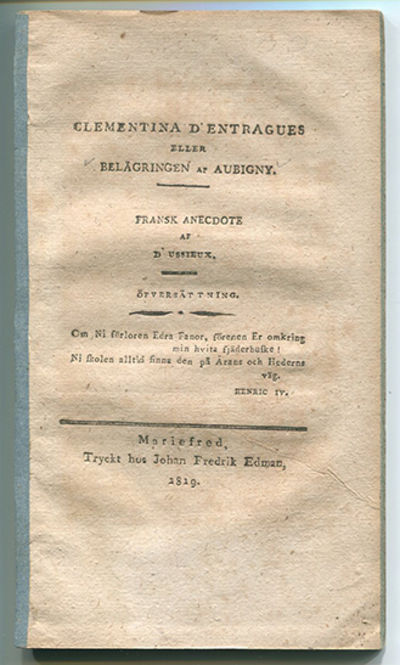 CLEMENTINA D'ENTRAGUES
ELLER
BELÄGRINGEN AF AUBIGNY.
FRANSK ANECDOTE
AF
D'USSIEUX.
ÖFVERSÄTTNING.
Om Ni förloren Edra Fanor, förenen Er omkring
min hvita fjäderbuske!
Ni skolen alltid finna den på Ärans och Hederns
väg.
HENRIC IV.
Mariefred,
Tryckt hos Johan Fredrik Edman,
1819.